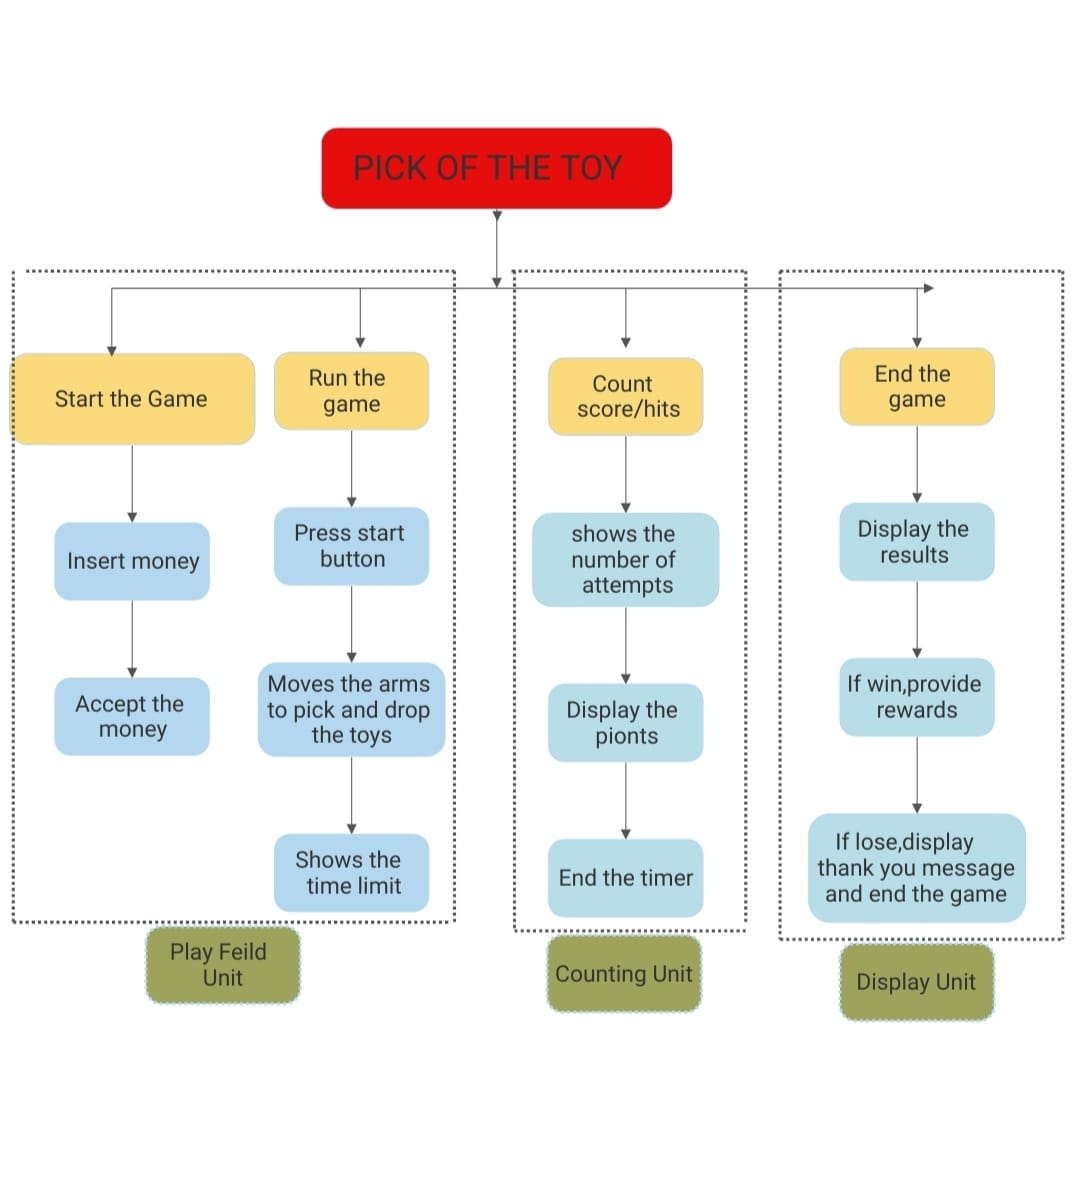 PICK OF THE TOY
Start the Game
Insert money
Accept the
money
Run the
game
Press start
button
Moves the arms
to pick and drop
the toys
Shows the
time limit
Play Feild
Unit
Count
score/hits
shows the
number of
attempts
Display the
pionts
End the timer
Counting Unit
End the
game
Display the
results
If win,provide
rewards
If lose,display
thank you message
and end the game
Display Unit